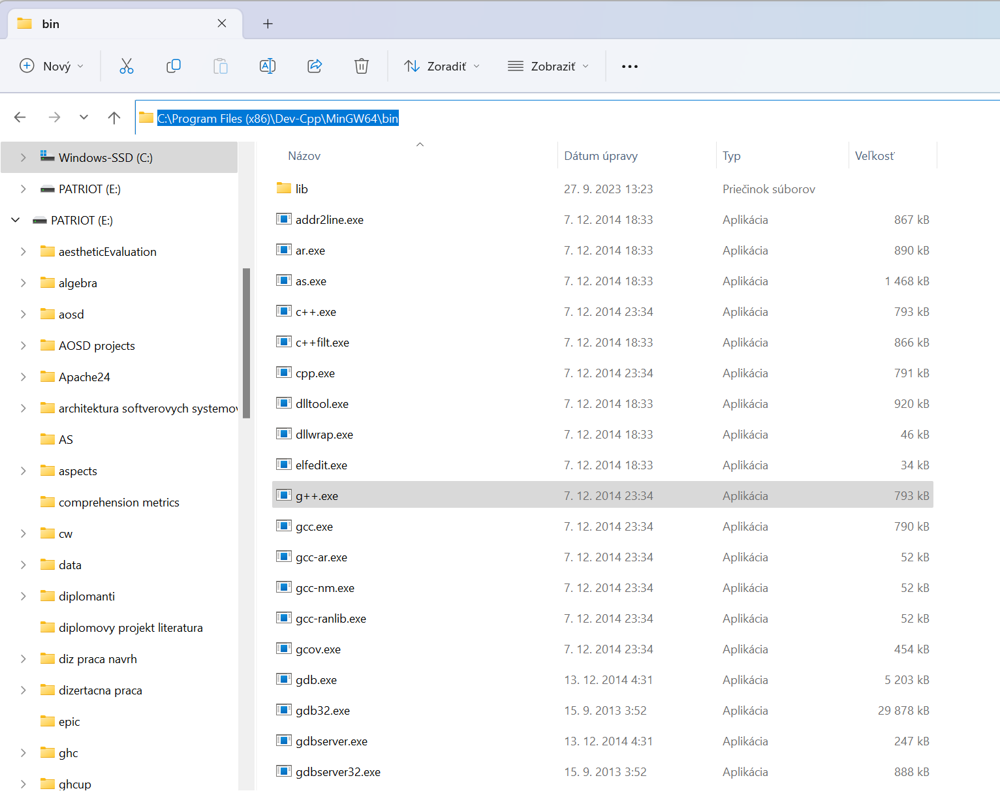 bin
Nový
Zoradiť
Zobraziť
C:\Program Files (x86)\Dev-Cpp\MinGW64\bin
Windows-SSD (C:)
PATRIOT (E:)
PATRIOT (E:)
aestheticEvaluation
algebra
aosd
AOSD projects
Apache24
architektura softverovych systemov
AS
aspects
comprehension metrics
cw
data
diplomanti
diplomovy projekt literatura
diz praca navrh
dizertacna praca
epic
ghc
ghcup
Názov Dátum úpravy Typ Veľkosť
lib 27. 9. 2023 13:23 Priečinok súborov
addr2line.exe 7. 12. 2014 18:33 Aplikácia 867 kB
ar.exe 7. 12. 2014 18:33 Aplikácia 890 kB
as.exe 7. 12. 2014 18:33 Aplikácia 1 468 kB
c++.exe 7. 12. 2014 23:34 Aplikácia 793 kB
c++filt.exe 7. 12. 2014 18:33 Aplikácia 866 kB
cpp.exe 7. 12. 2014 23:34 Aplikácia 791 kB
dlltool.exe 7. 12. 2014 18:33 Aplikácia 920 kB
dllwrap.exe 7. 12. 2014 18:33 Aplikácia 46 kB
elfedit.exe 7. 12. 2014 18:33 Aplikácia 34 kB
g++.exe 7. 12. 2014 23:34 Aplikácia 793 kB
gcc.exe 7. 12. 2014 23:34 Aplikácia 790 kB
gcc-ar.exe 7. 12. 2014 23:34 Aplikácia 52 kB
gcc-nm.exe 7. 12. 2014 23:34 Aplikácia 52 kB
gcc-ranlib.exe 7. 12. 2014 23:34 Aplikácia 52 kB
gcov.exe 7. 12. 2014 23:34 Aplikácia 454 kB
gdb.exe 13. 12. 2014 4:31 Aplikácia 5 203 kB
gdb32.exe 15. 9. 2013 3:52 Aplikácia 29 878 kB
gdbserver.exe 13. 12. 2014 4:31 Aplikácia 247 kB
gdbserver32.exe 15. 9. 2013 3:52 Aplikácia 888 kB